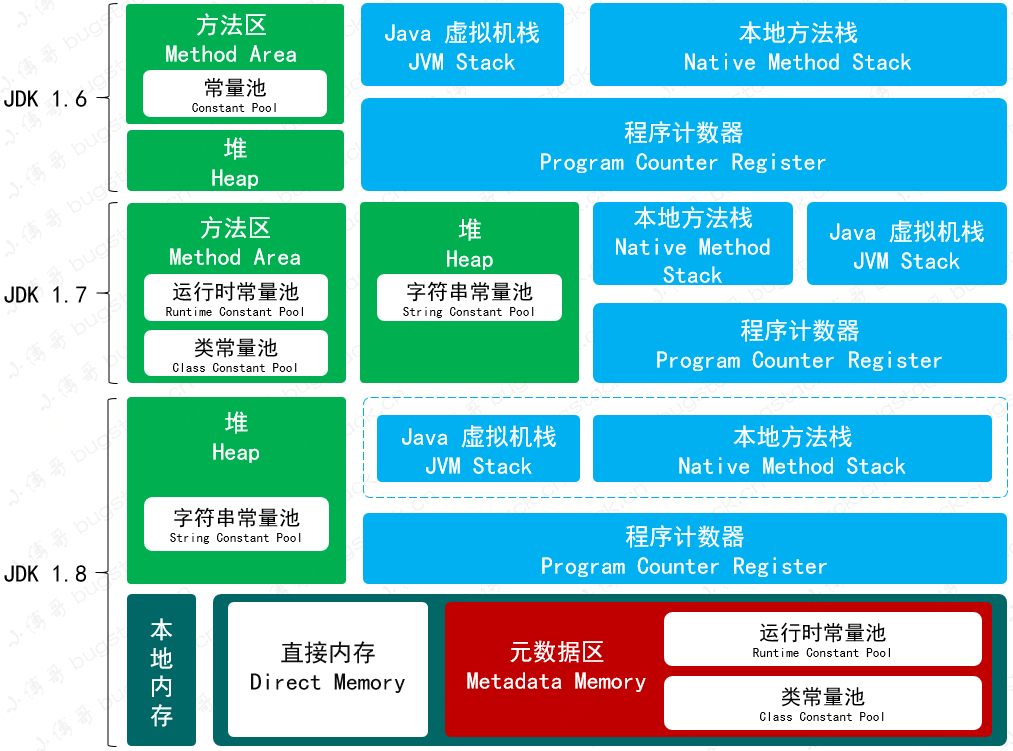 JDK 1.6
方法区
Method Area
常量池
Constant Pool
堆
Heap
Java 虚拟机栈
JVM Stack
本地方法栈
Native Method Stack
程序计数器
Program Counter Register
JDK 1.7
方法区
Method Area
运行时常量池
Runtime Constant Pool
类常量池
Class Constant Pool
堆
Heap
字符串常量池
String Constant Pool
本地方法栈
Native Method
Stack
Java 虚拟机栈
JVM Stack
程序计数器
Program Counter Register
JDK 1.8
堆
Heap
字符串常量池
String Constant Pool
Java 虚拟机栈
JVM Stack
本地方法栈
Native Method Stack
程序计数器
Program Counter Register
本
地
内
存
直接内存
Direct Memory
元数据区
Metadata Memory
运行时常量池
Runtime Constant Pool
类常量池
Class Constant Pool